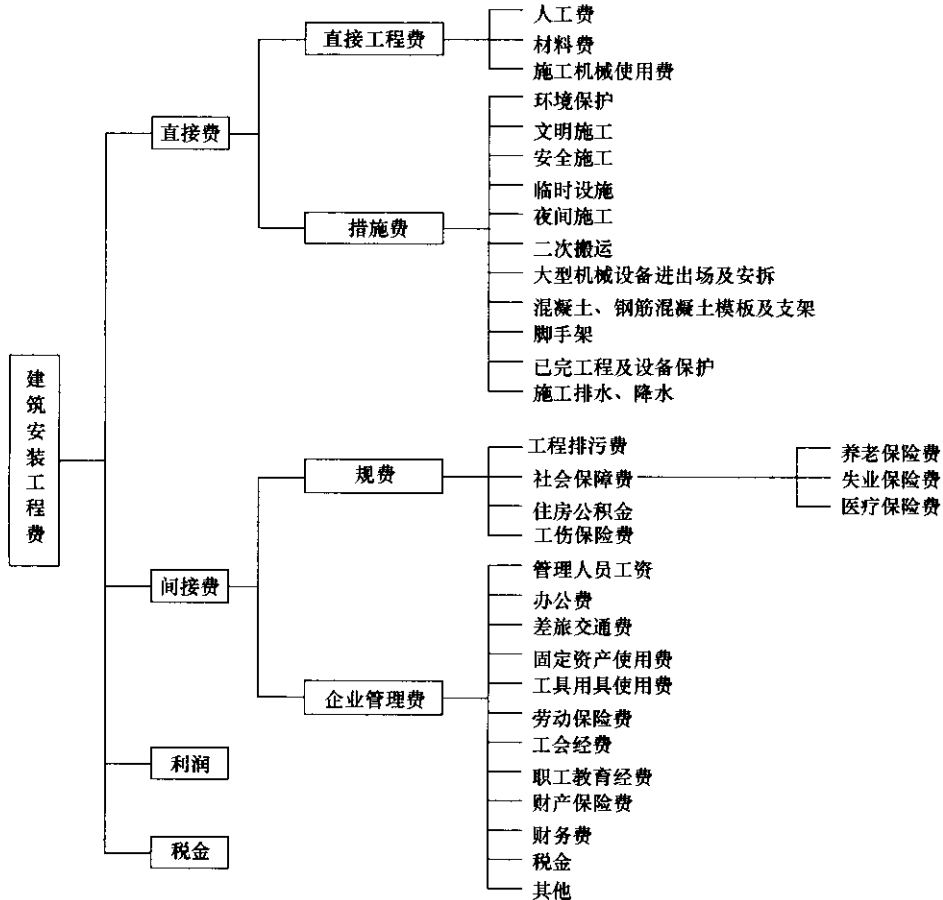 建筑安装工程费
直接费
直接工程费
人工费
材料费
施工机械使用费
措施费
环境保护
文明施工
安全施工
临时设施
夜间施工
二次搬运
大型机械设备进出场及安拆
混凝土、钢筋混凝土模板及支架
脚手架
已完工程及设备保护
施工排水、降水
间接费
规费
工程排污费
社会保障费
养老保险费
失业保险费
医疗保险费
住房公积金
工伤保险费
企业管理费
管理人员工资
办公费
差旅交通费
固定资产使用费
工具用具使用费
劳动保险费
工会经费
职工教育经费
财产保险费
财务费
税金
其他
利润
税金